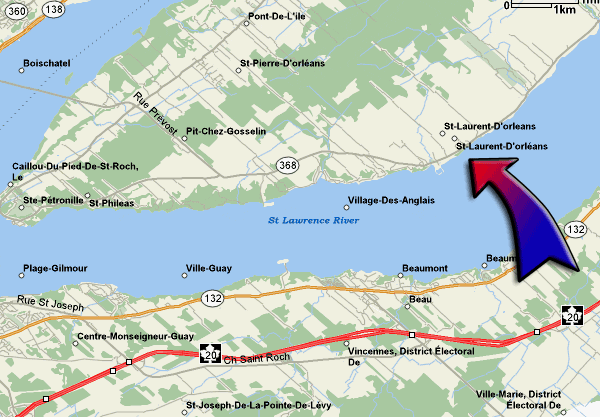 360
138
1mi
1km
Pont-De-L'ile
Boischatel
St-Pierre-D'orléans
Rue Prévost
Pit-Chez-Gosselin
St-Laurent-D'orleans
St-Laurent-D'orléans
368
Caillou-Du-Pied-De-St-Roch,
Le
Ste-Pétronille
St-Phileas
Village-Des-Anglais
St Lawrence River
132
Plage-Gilmour
Ville-Guay
Beaumont
Rue St Joseph
132
Beau
20
Centre-Monseigneur-Guay
20
Ch Saint Roch
Vincennes, District Électoral
De
St-Joseph-De-La-Pointe-De-Lévy
Ville-Marie, District
Électoral De